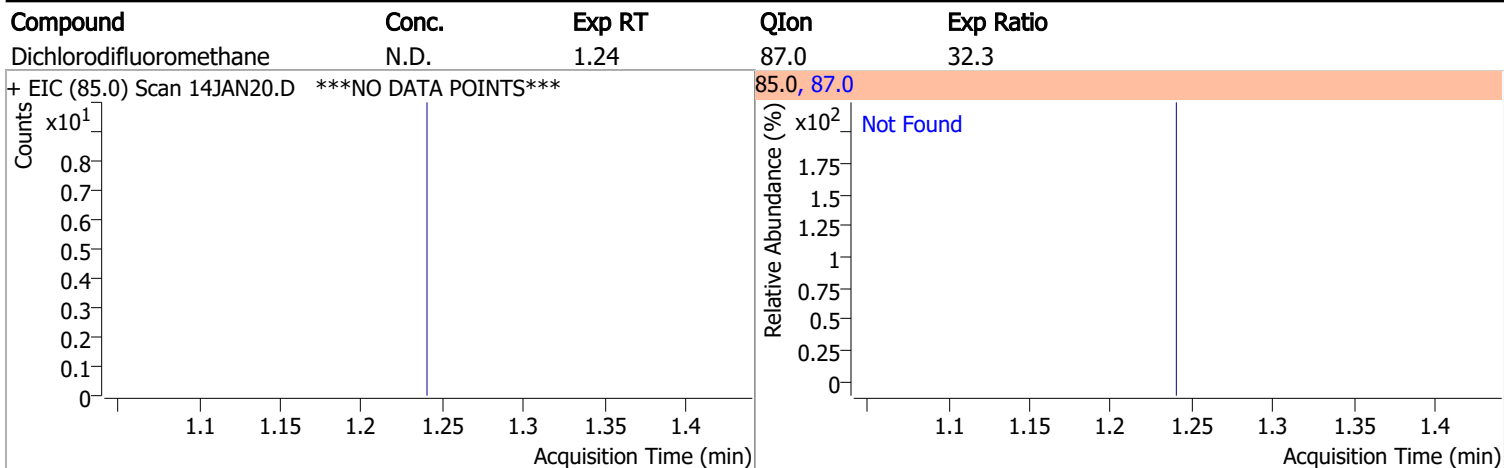 Compound Conc. Exp RT QIon Exp Ratio
Dichlorodifluoromethane N.D. 1.24 87.0 32.3
+ EIC (85.0) Scan 14JAN20.D ***NO DATA POINTS***
Counts
x10¹
0.8
0.7
0.6
0.5
0.4
0.3
0.2
0.1
0
1.1 1.15 1.2 1.25 1.3 1.35 1.4
Acquisition Time (min)
85.0, 87.0
Relative Abundance (%)
x10²
Not Found
1.75
1.5
1.25
1
0.75
0.5
0.25
0
1.1 1.15 1.2 1.25 1.3 1.35 1.4
Acquisition Time (min)